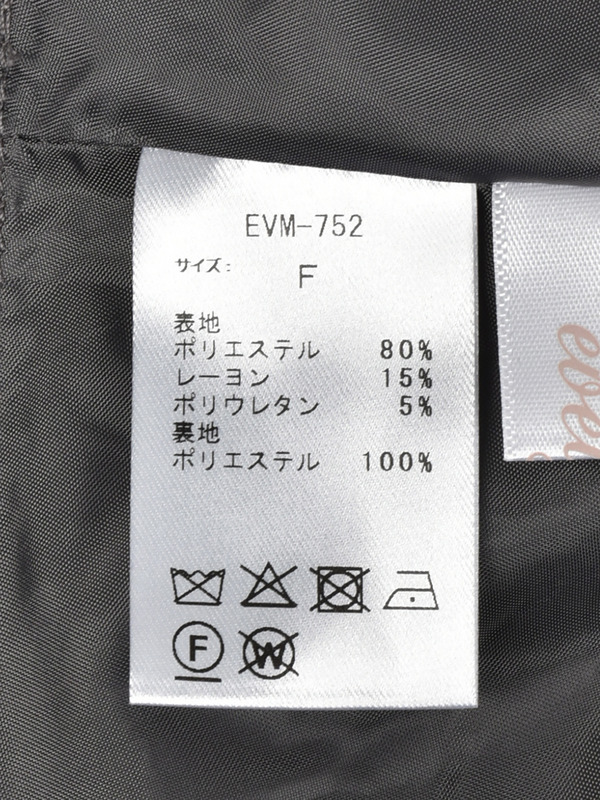 EVM-752
サイズ:
F
表地
ポリエステル 80%
レーヨン 15%
ポリウレタン 5%
裏地
ポリエステル 100%
F
W